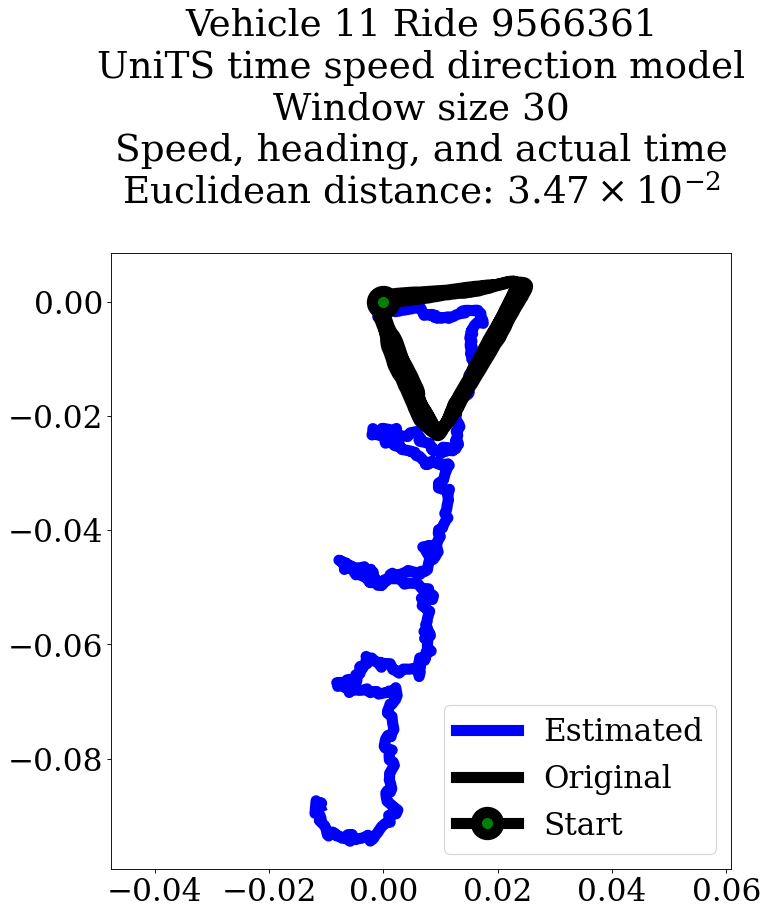 Vehicle 11 Ride 9566361
UniTS time speed direction model
Window size 30
Speed, heading, and actual time
Euclidean distance: 3.47 × 10⁻²
0.00
−0.02
−0.04
−0.06
−0.08
Estimated
Original
Start
−0.04 −0.02 0.00 0.02 0.04 0.06